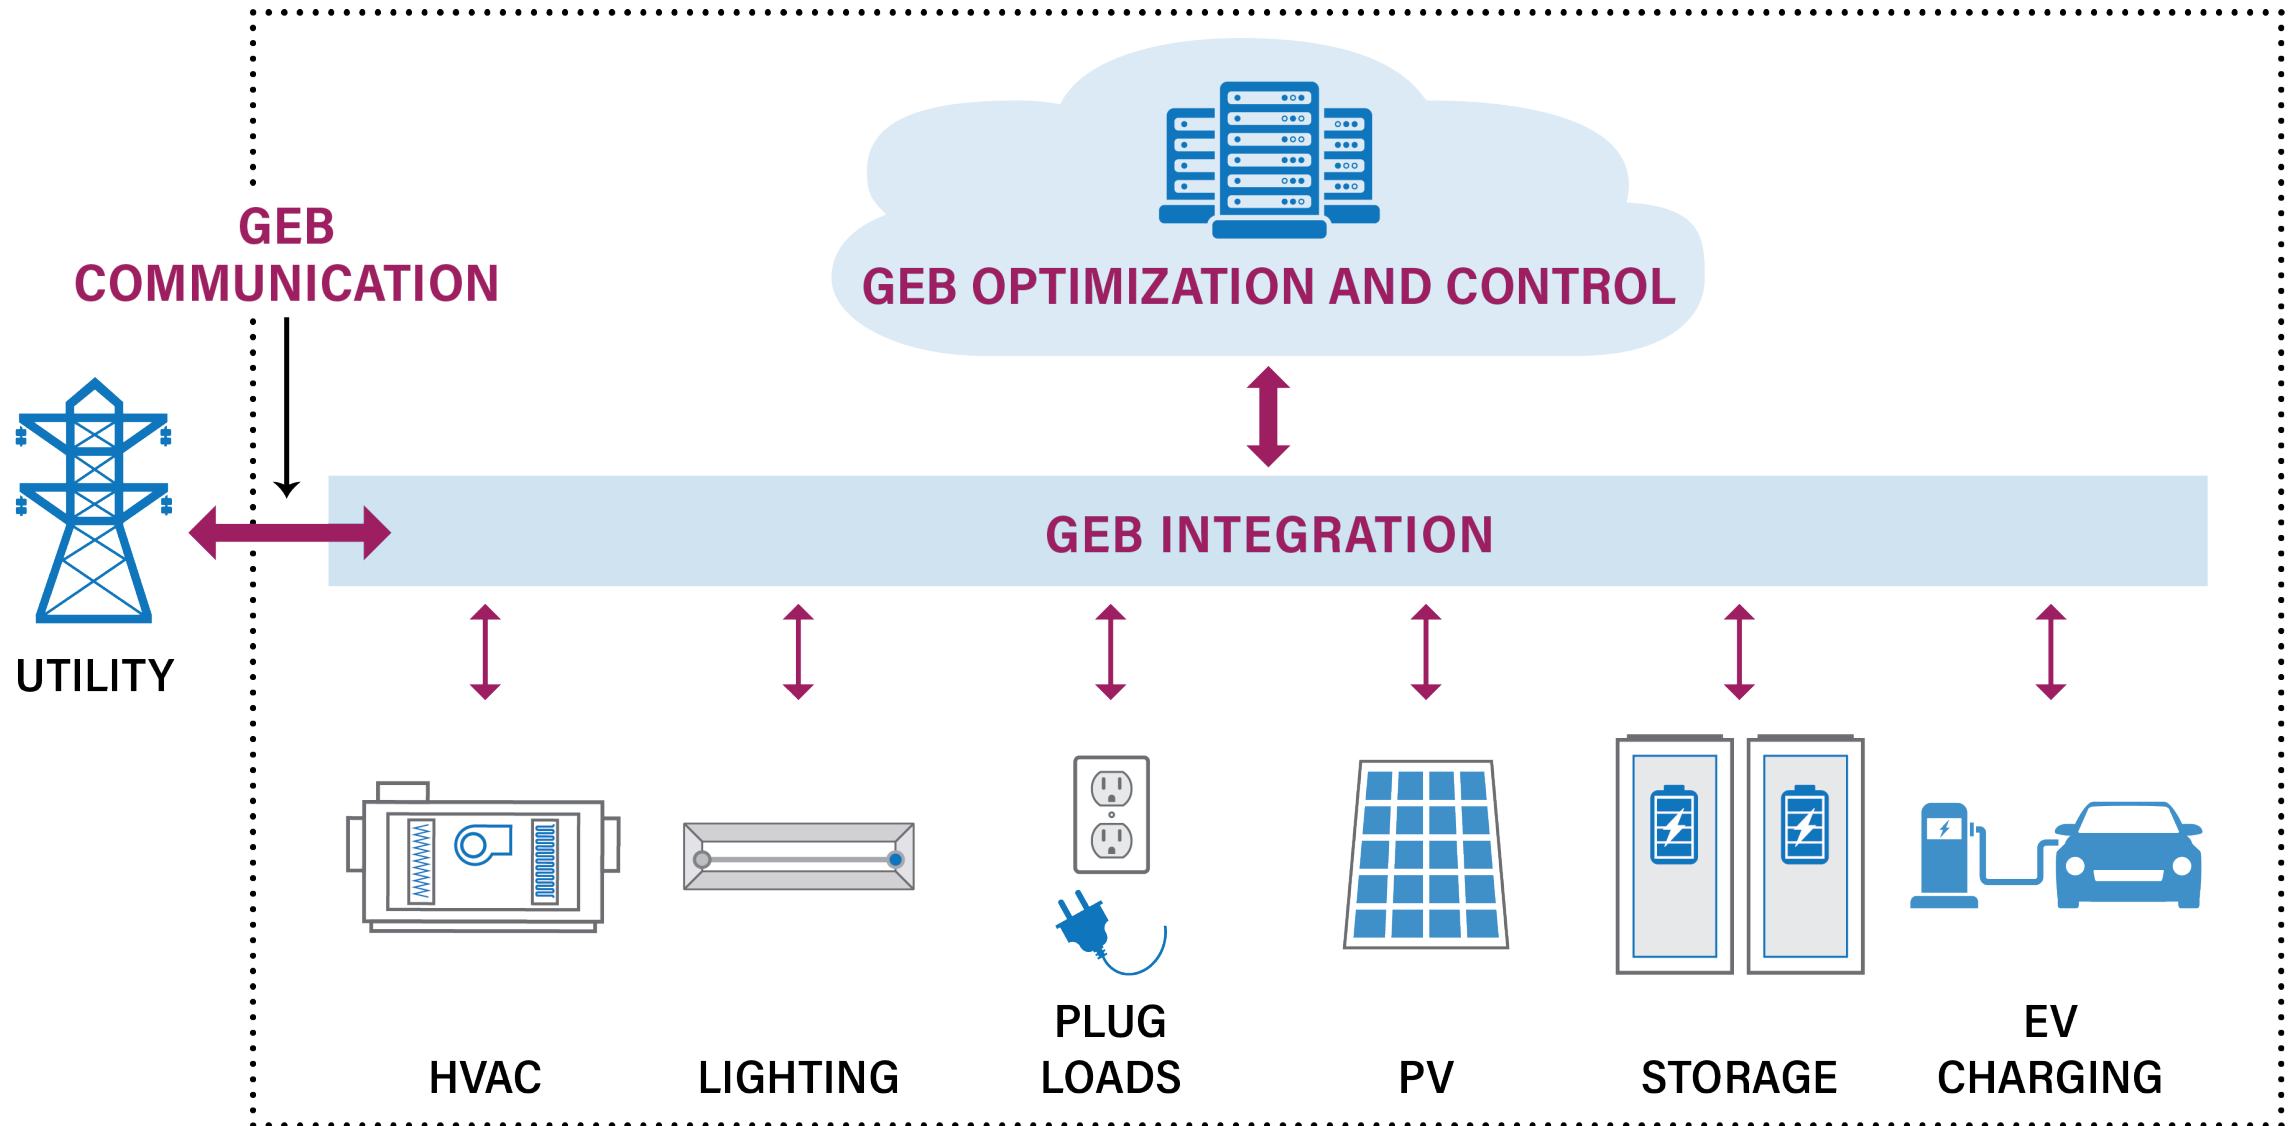 GEB
COMMUNICATION
GEB OPTIMIZATION AND CONTROL
GEB INTEGRATION
UTILITY
HVAC
LIGHTING
PLUG
LOADS
PV
STORAGE
EV
CHARGING